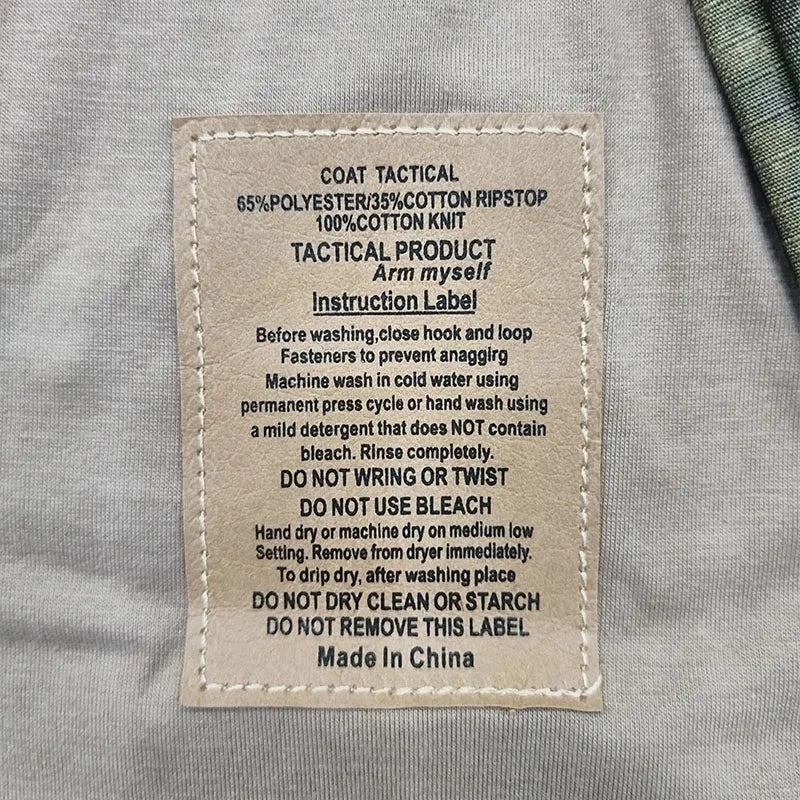 COAT TACTICAL
65%POLYESTER/35%COTTON RIPSTOP
100%COTTON KNIT
TACTICAL PRODUCT
Arm myself
Instruction Label
Before washing,close hook and loop
Fasteners to prevent anaggirg
Machine wash in cold water using
permanent press cycle or hand wash using
a mild detergent that does NOT contain
bleach. Rinse completely.
DO NOT WRING OR TWIST
DO NOT USE BLEACH
Hand dry or machine dry on medium low
Setting. Remove from dryer immediately.
To drip dry, after washing place
DO NOT DRY CLEAN OR STARCH
DO NOT REMOVE THIS LABEL
Made In China